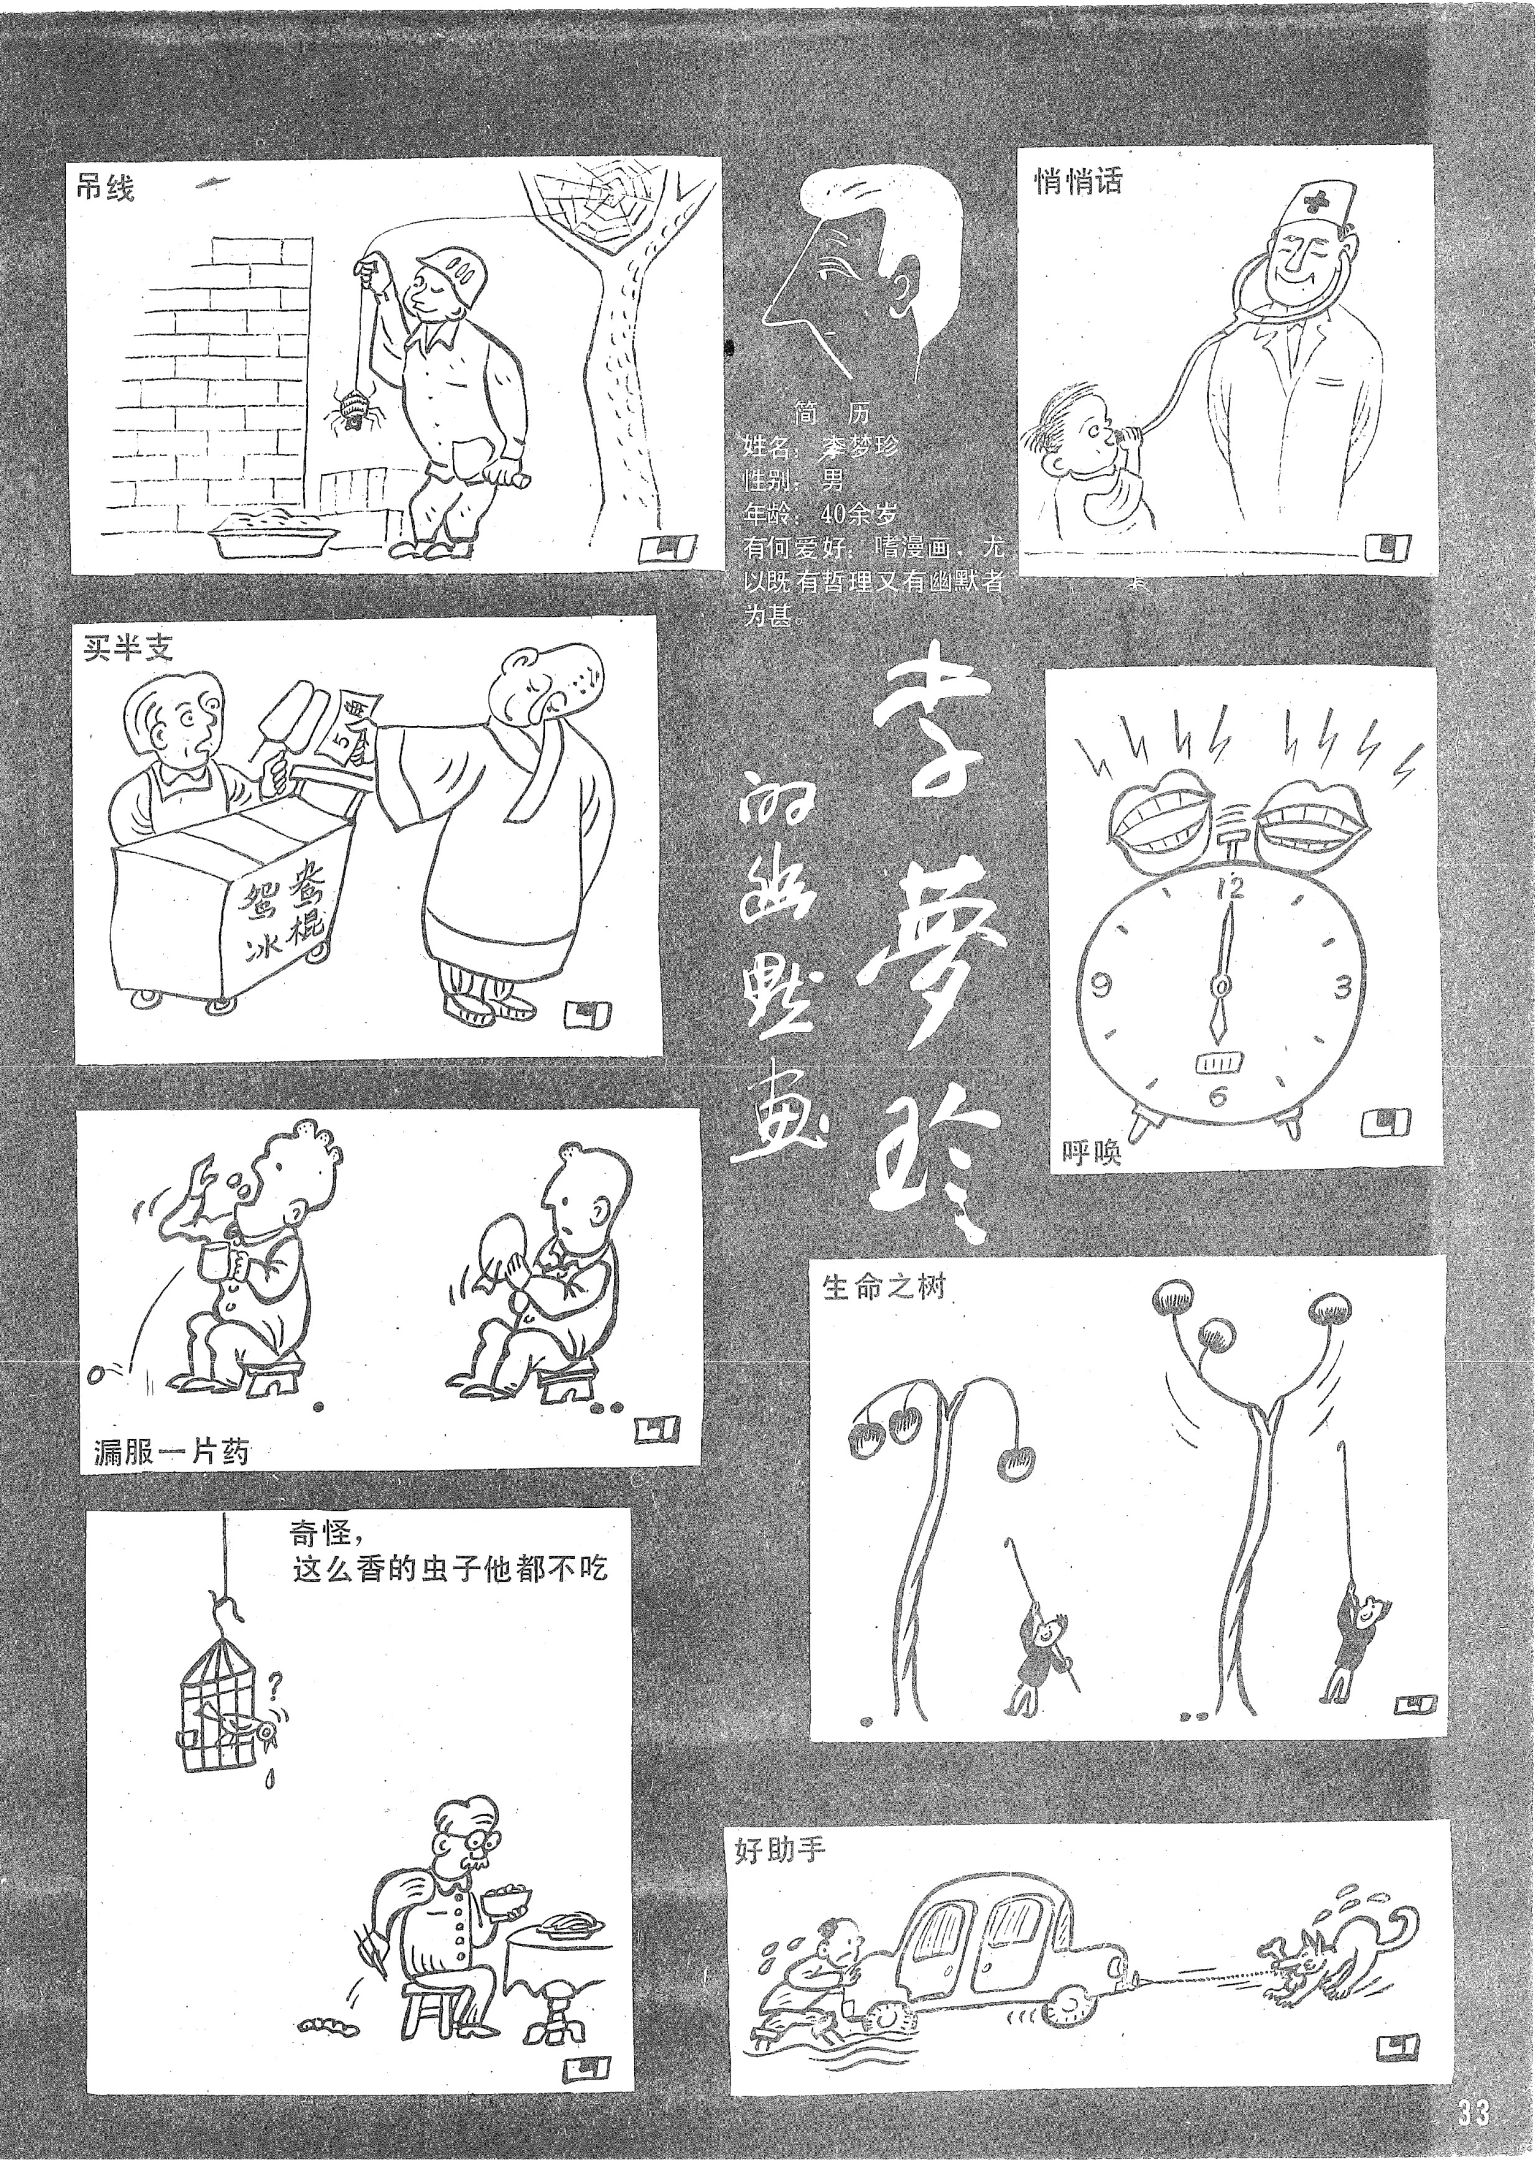 吊线
悄悄话
简 历
姓名：李梦珍
性别：男
年龄：40余岁
有何爱好：嗜漫画，尤
以既有哲理又有幽默者
为甚。
买半支
5角
鸳鸯
冰棍
李夢珍
的幽默画
12
9
3
6
呼唤
漏服一片药
生命之树
奇怪，
这么香的虫子他都不吃
?
好助手
33